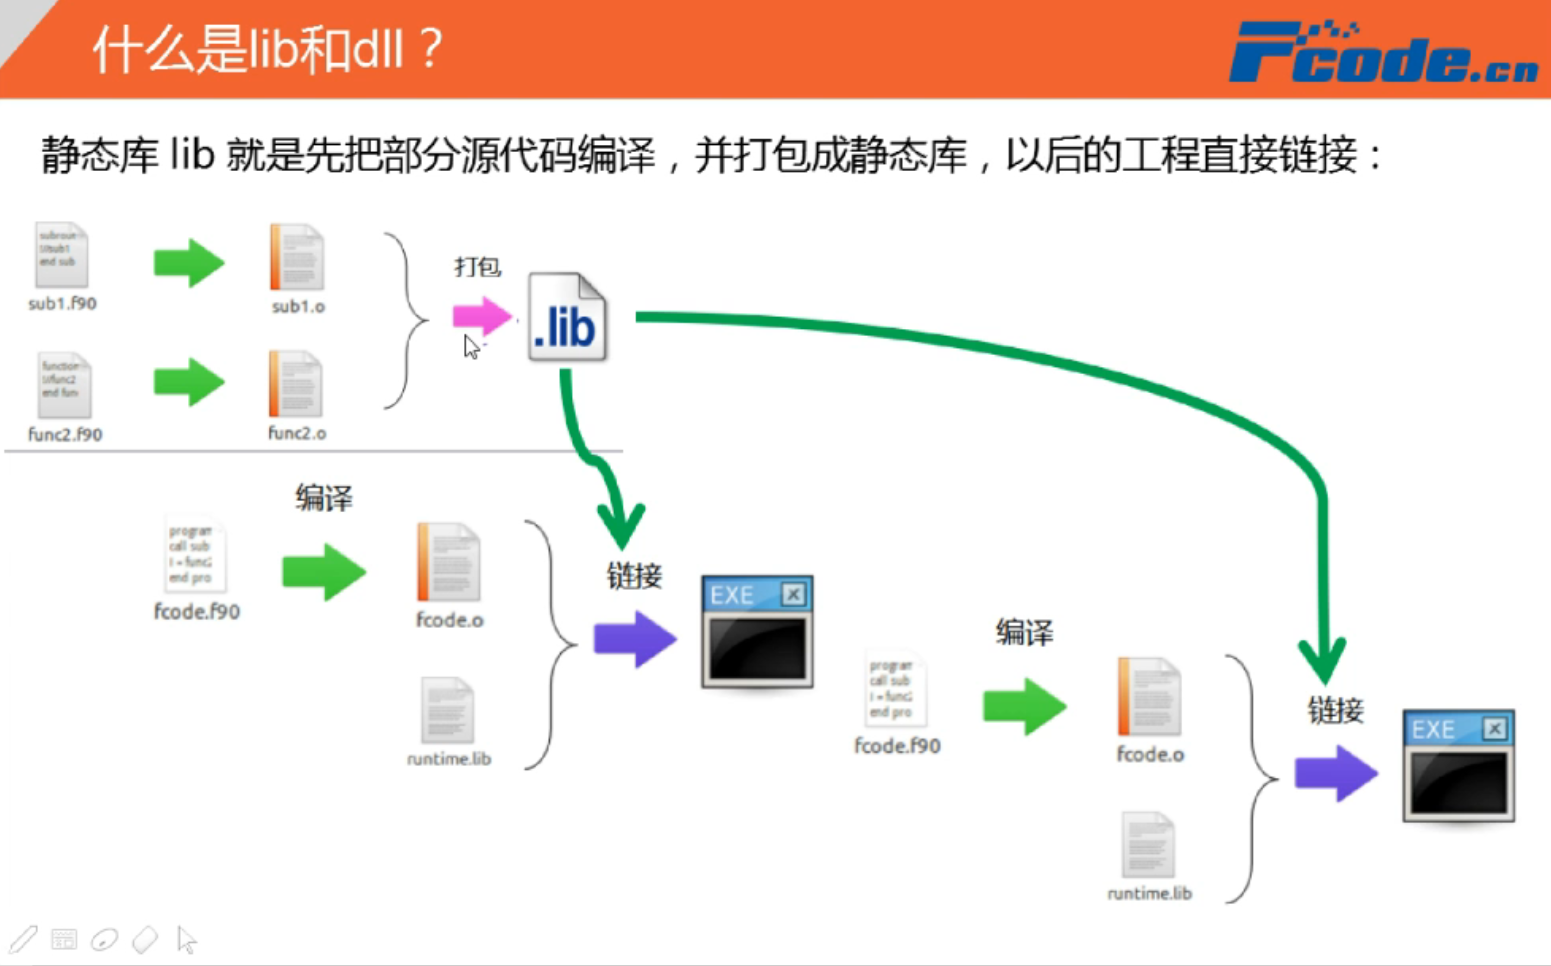 什么是lib和dll？
Fcode.cn
静态库 lib 就是先把部分源代码编译，并打包成静态库，以后的工程直接链接：
subrout
!//sub1
end sub
sub1.f90
sub1.o
打包
.lib
function
!//func2
end fun
func2.f90
func2.o
编译
program
call sub
i = func2
end pro
fcode.f90
fcode.o
runtime.lib
链接
EXE
编译
program
call sub
i = func2
end pro
fcode.f90
fcode.o
runtime.lib
链接
EXE